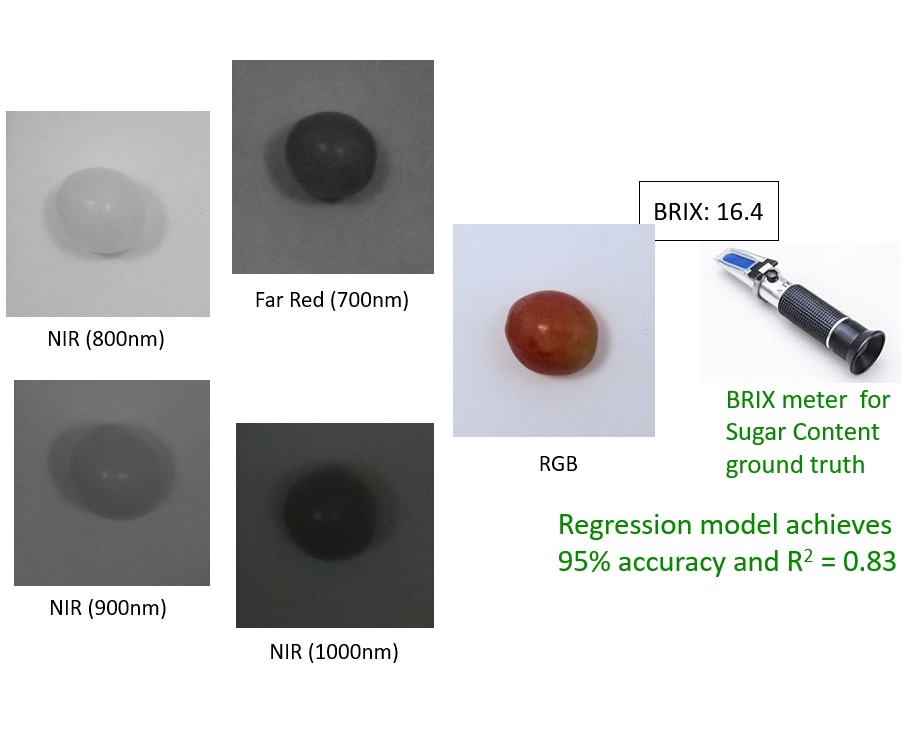 Far Red (700nm)
NIR (800nm)
NIR (900nm)
NIR (1000nm)
RGB
BRIX: 16.4
BRIX meter for
Sugar Content
ground truth
Regression model achieves
95% accuracy and R² = 0.83